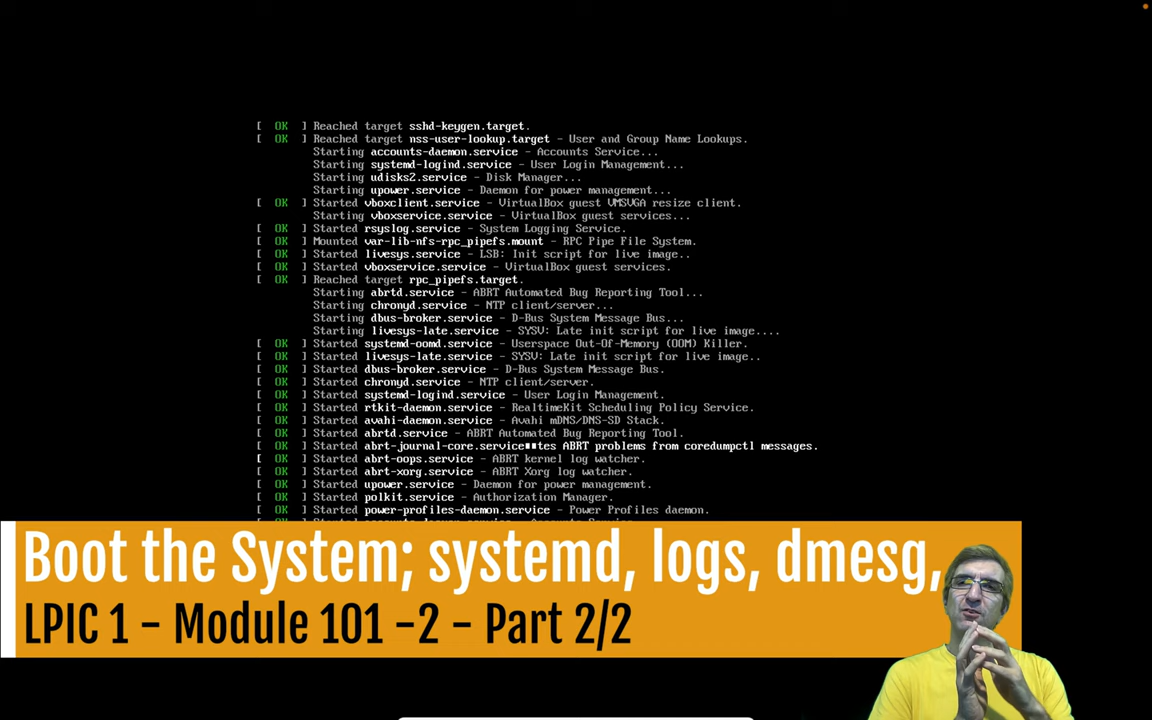 [ OK ] Reached target sshd-keygen.target.
[ OK ] Reached target nss-user-lookup.target - User and Group Name Lookups.
Starting accounts-daemon.service - Accounts Service...
Starting systemd-logind.service - User Login Management...
Starting udisks2.service - Disk Manager...
Starting upower.service - Daemon for power management...
[ OK ] Started vboxclient.service - VirtualBox guest VMSVGA resize client.
Starting vboxservice.service - VirtualBox guest services...
[ OK ] Started rsyslog.service - System Logging Service.
[ OK ] Mounted var-lib-nfs-rpc_pipefs.mount - RPC Pipe File System.
[ OK ] Started livesys.service - LSB: Init script for live image..
[ OK ] Started vboxservice.service - VirtualBox guest services.
[ OK ] Reached target rpc_pipefs.target.
Starting abrtd.service - ABRT Automated Bug Reporting Tool...
Starting chronyd.service - NTP client/server...
Starting dbus-broker.service - D-Bus System Message Bus...
Starting livesys-late.service - SYSV: Late init script for live image....
[ OK ] Started systemd-oomd.service - Userspace Out-Of-Memory (OOM) Killer.
[ OK ] Started livesys-late.service - SYSV: Late init script for live image..
[ OK ] Started dbus-broker.service - D-Bus System Message Bus.
[ OK ] Started chronyd.service - NTP client/server.
[ OK ] Started systemd-logind.service - User Login Management.
[ OK ] Started rtkit-daemon.service - RealtimeKit Scheduling Policy Service.
[ OK ] Started avahi-daemon.service - Avahi mDNS/DNS-SD Stack.
[ OK ] Started abrtd.service - ABRT Automated Bug Reporting Tool.
[ OK ] Started abrt-journal-core.service■■tes ABRT problems from coredumpctl messages.
[ OK ] Started abrt-oops.service - ABRT kernel log watcher.
[ OK ] Started abrt-xorg.service - ABRT Xorg log watcher.
[ OK ] Started upower.service - Daemon for power management.
[ OK ] Started polkit.service - Authorization Manager.
[ OK ] Started power-profiles-daemon.service - Power Profiles daemon.
Boot the System; systemd, logs, dmesg,
LPIC 1 - Module 101 -2 - Part 2/2